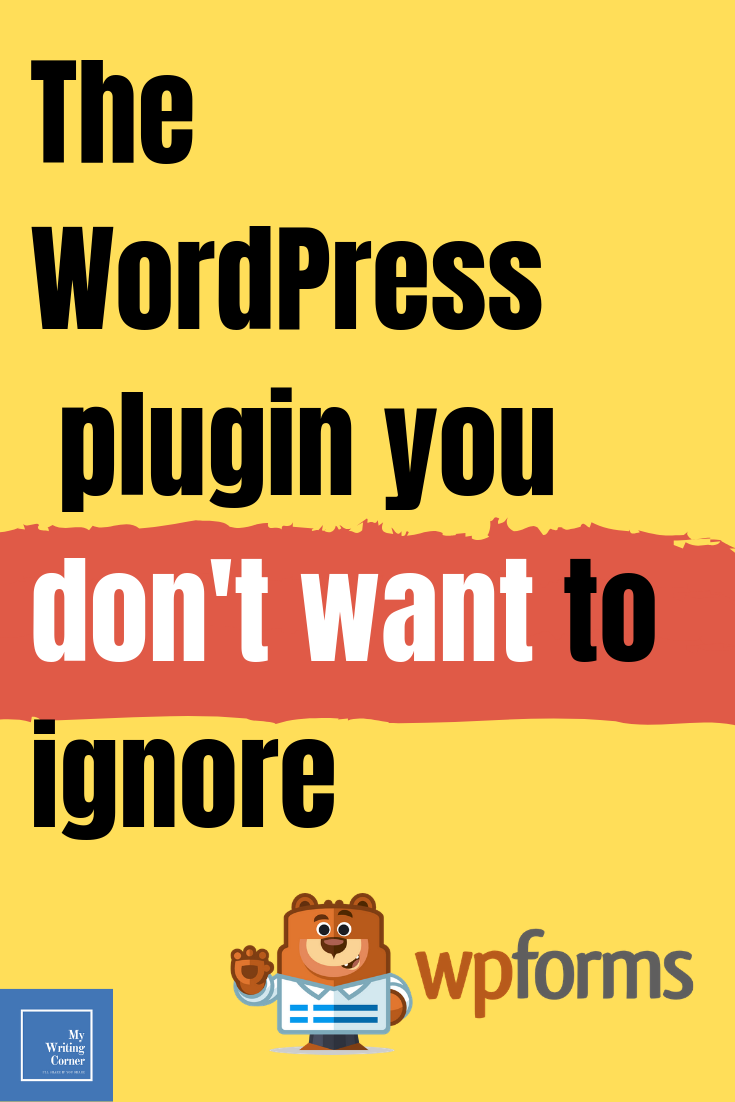 The
WordPress
plugin you
don't want to
ignore
wpforms
My
Writing
Corner